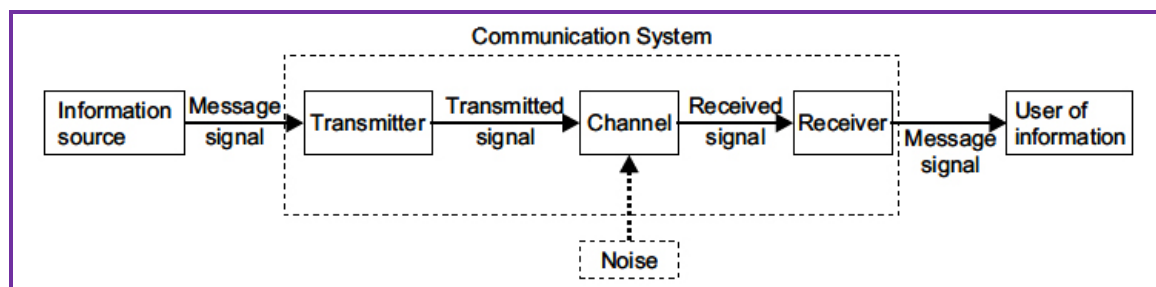 Communication System
Information
source
Message
signal
Transmitter
Transmitted
signal
Channel
Received
signal
Receiver
Message
signal
User of
information
Noise